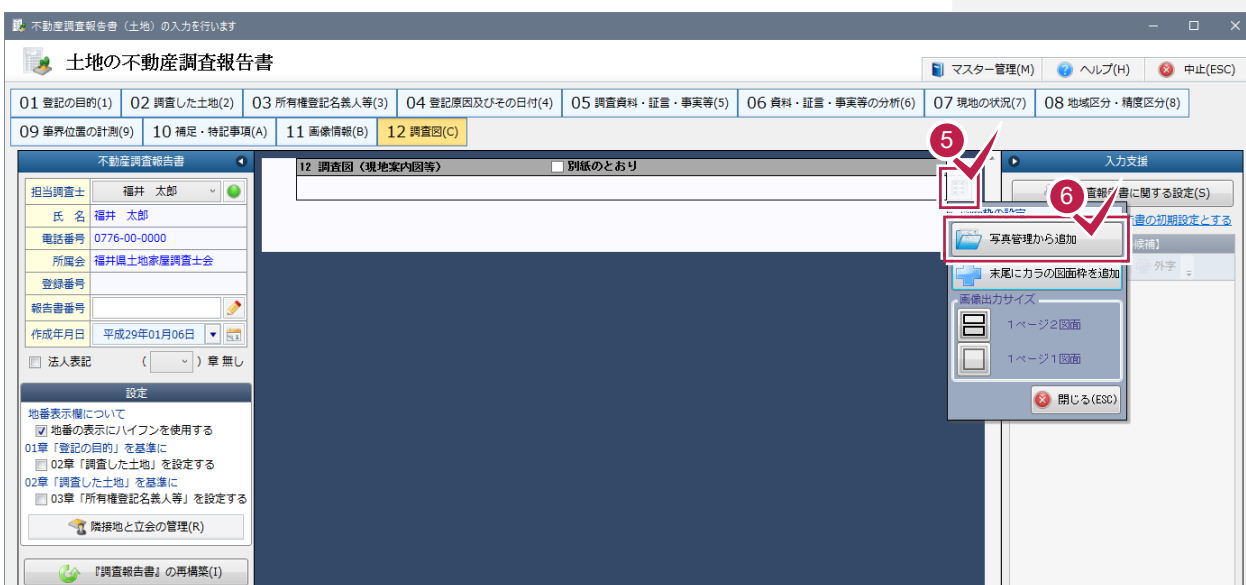 不動産調査報告書（土地）の入力を行います
土地の不動産調査報告書
マスター管理(M) ヘルプ(H) 中止(ESC)
01 登記の目的(1) 02 調査した土地(2) 03 所有権登記名義人等(3) 04 登記原因及びその日付(4) 05 調査資料・証言・事実等(5) 06 資料・証言・事実等の分析(6) 07 現地の状況(7) 08 地域区分・精度区分(8)
09 筆界位置の計測(9) 10 補足・特記事項(A) 11 画像情報(B) 12 調査図(C)
不動産調査報告書
担当調査士 福井 太郎
氏 名 福井 太郎
電話番号 0776-00-0000
所属会 福井県土地家屋調査士会
登録番号
報告書番号
作成年月日 平成29年01月06日
法人表記 ( ) 章 無し
設定
地番表示欄について
地番の表示にハイフンを使用する
01章「登記の目的」を基準に
02章「調査した土地」を設定する
02章「調査した土地」を基準に
03章「所有権登記名義人等」を設定する
隣接地と立会の管理(R)
『調査報告書』の再構築(I)
12 調査図（現地案内図等） 別紙のとおり
5
6
写真管理から追加
末尾にカラの図面枠を追加
画像出力サイズ
1ページ2図面
1ページ1図面
閉じる(ESC)
入力支援
査報告書に関する設定(S)
書の初期設定とする
候補】
外字